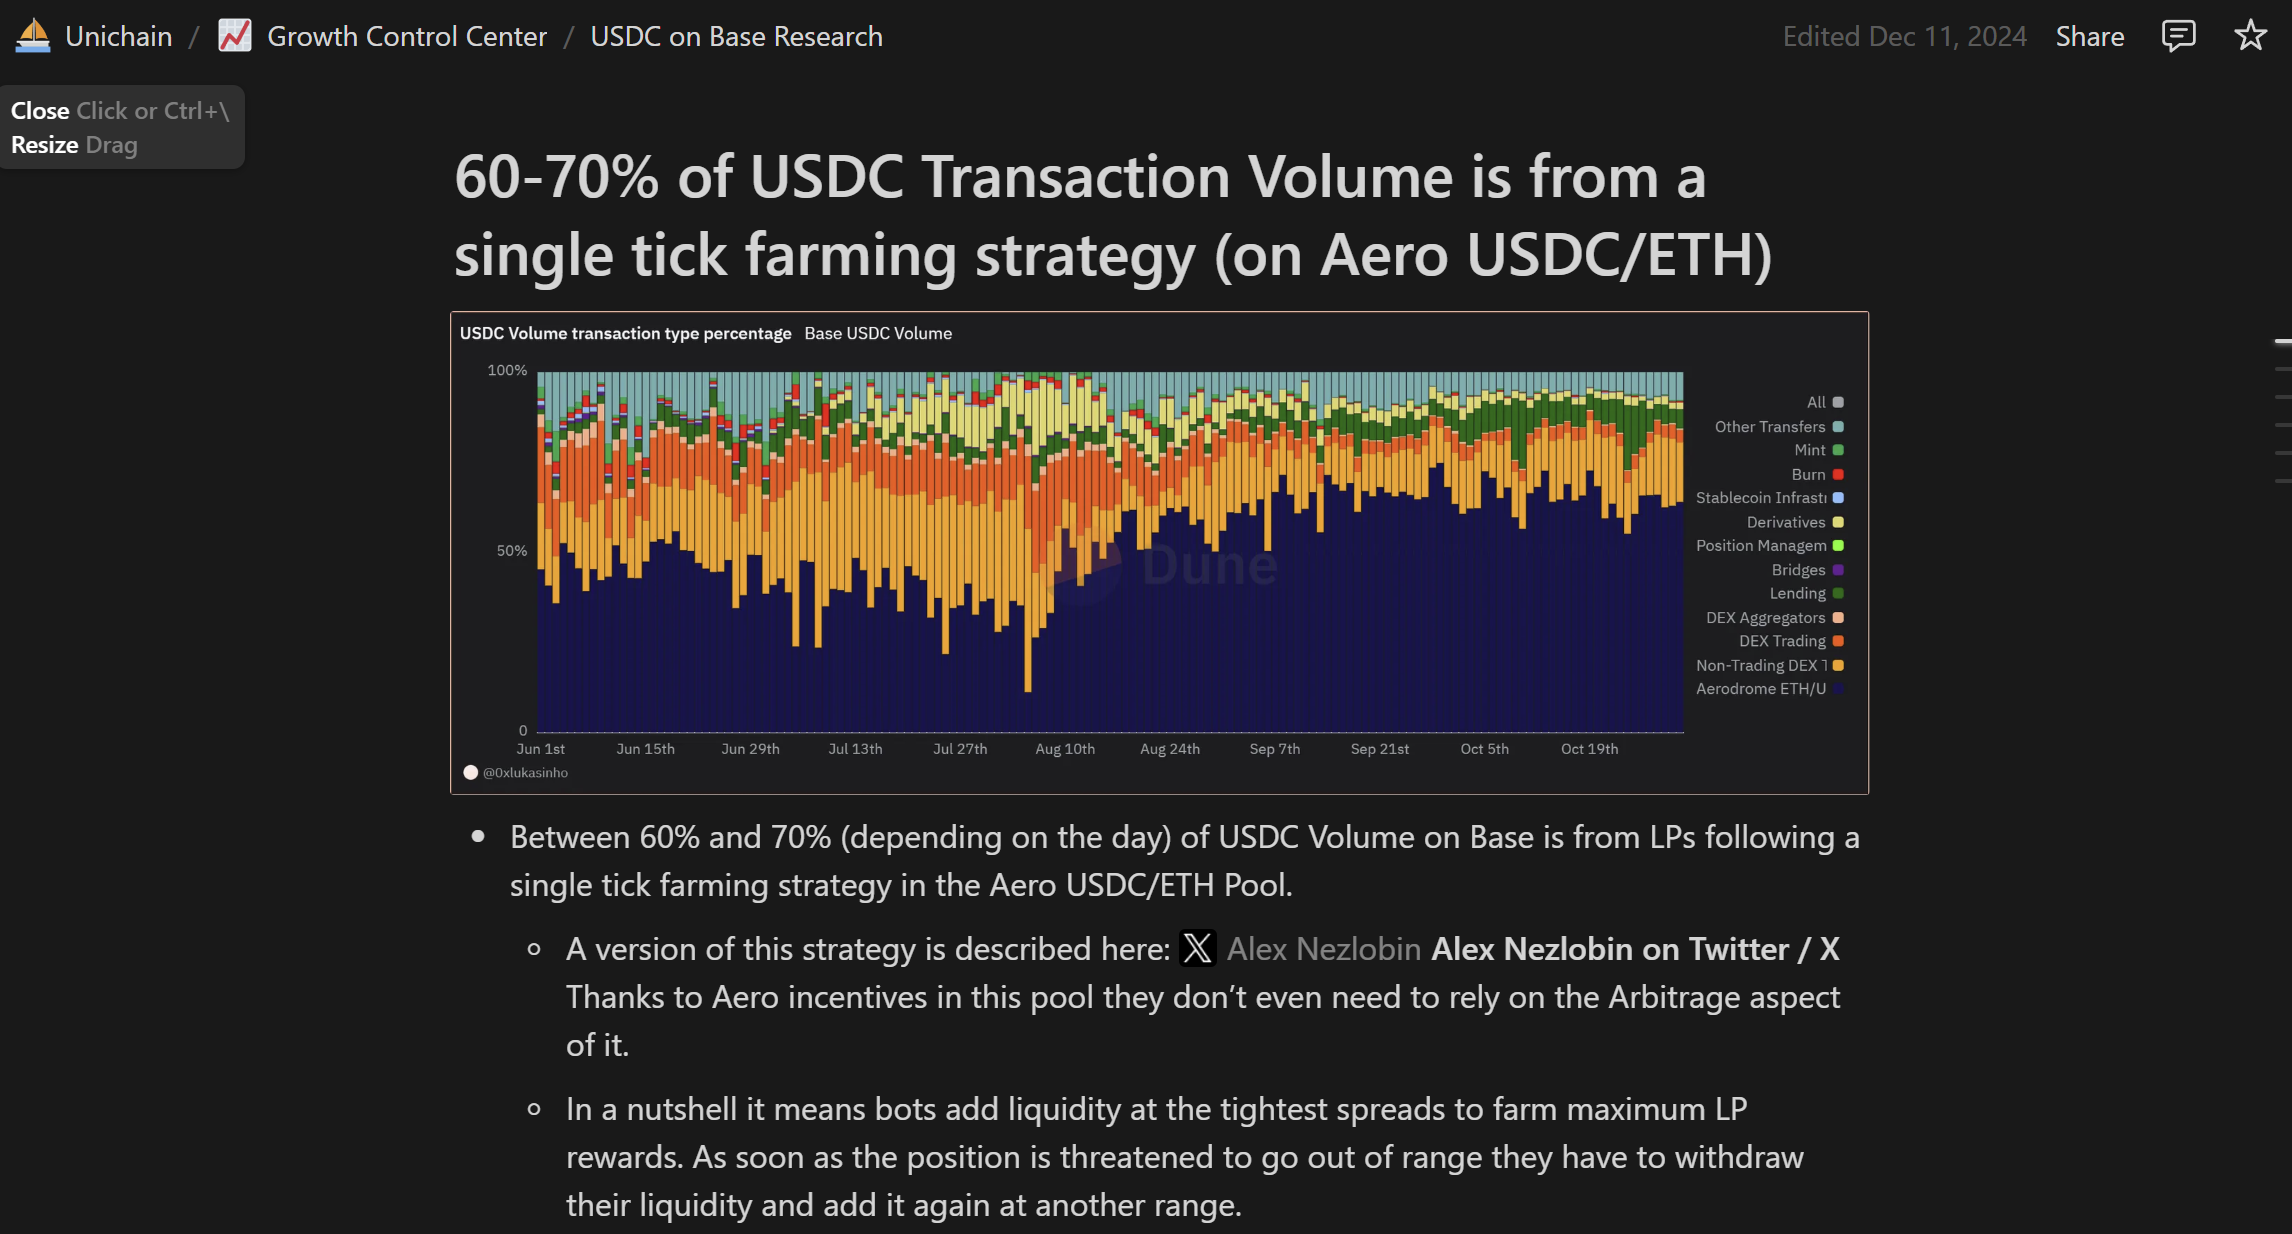 Unichain / Growth Control Center / USDC on Base Research
Edited Dec 11, 2024 Share
Close Click or Ctrl+\
Resize Drag
60-70% of USDC Transaction Volume is from a
single tick farming strategy (on Aero USDC/ETH)
USDC Volume transaction type percentage Base USDC Volume
100%
50%
0
Jun 1st Jun 15th Jun 29th Jul 13th Jul 27th Aug 10th Aug 24th Sep 7th Sep 21st Oct 5th Oct 19th
Dune
All
Other Transfers
Mint
Burn
Stablecoin Infrastr
Derivatives
Position Managem
Bridges
Lending
DEX Aggregators
DEX Trading
Non-Trading DEX T
Aerodrome ETH/U
@0xlukasinho
• Between 60% and 70% (depending on the day) of USDC Volume on Base is from LPs following a
single tick farming strategy in the Aero USDC/ETH Pool.
◦ A version of this strategy is described here: X Alex Nezlobin Alex Nezlobin on Twitter / X
Thanks to Aero incentives in this pool they don’t even need to rely on the Arbitrage aspect
of it.
◦ In a nutshell it means bots add liquidity at the tightest spreads to farm maximum LP
rewards. As soon as the position is threatened to go out of range they have to withdraw
their liquidity and add it again at another range.